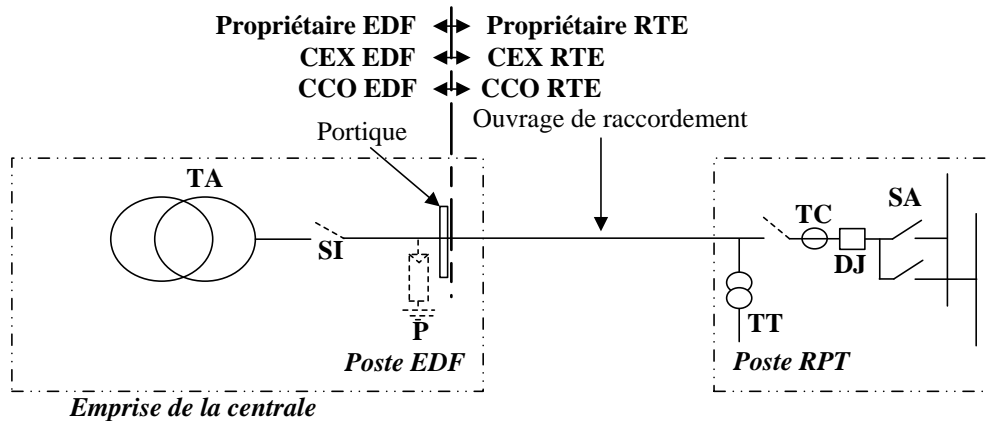 Propriétaire EDF Propriétaire RTE
CEX EDF CEX RTE
CCO EDF CCO RTE
Portique
Ouvrage de raccordement
TA
SI
P
Poste EDF
Emprise de la centrale
TC
SA
DJ
TT
Poste RPT